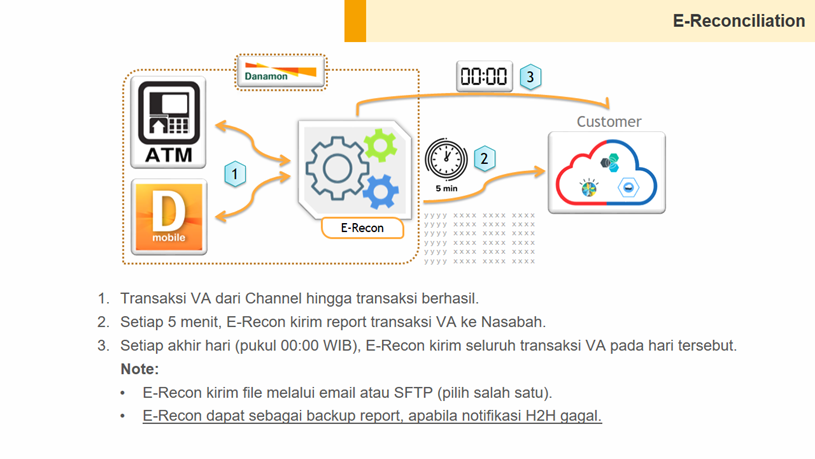 E-Reconciliation
Danamon
00:00
3
Customer
ATM
1
2
5 min
D
mobile
E-Recon
yyyy xxxx xxxx xxxx
yyyy xxxx xxxx xxxx
yyyy xxxx xxxx xxxx
yyyy xxxx xxxx xxxx
yyyy xxxx xxxx xxxx
yyyy xxxx xxxx xxxx
1. Transaksi VA dari Channel hingga transaksi berhasil.
2. Setiap 5 menit, E-Recon kirim report transaksi VA ke Nasabah.
3. Setiap akhir hari (pukul 00:00 WIB), E-Recon kirim seluruh transaksi VA pada hari tersebut.
Note:
• E-Recon kirim file melalui email atau SFTP (pilih salah satu).
• E-Recon dapat sebagai backup report, apabila notifikasi H2H gagal.